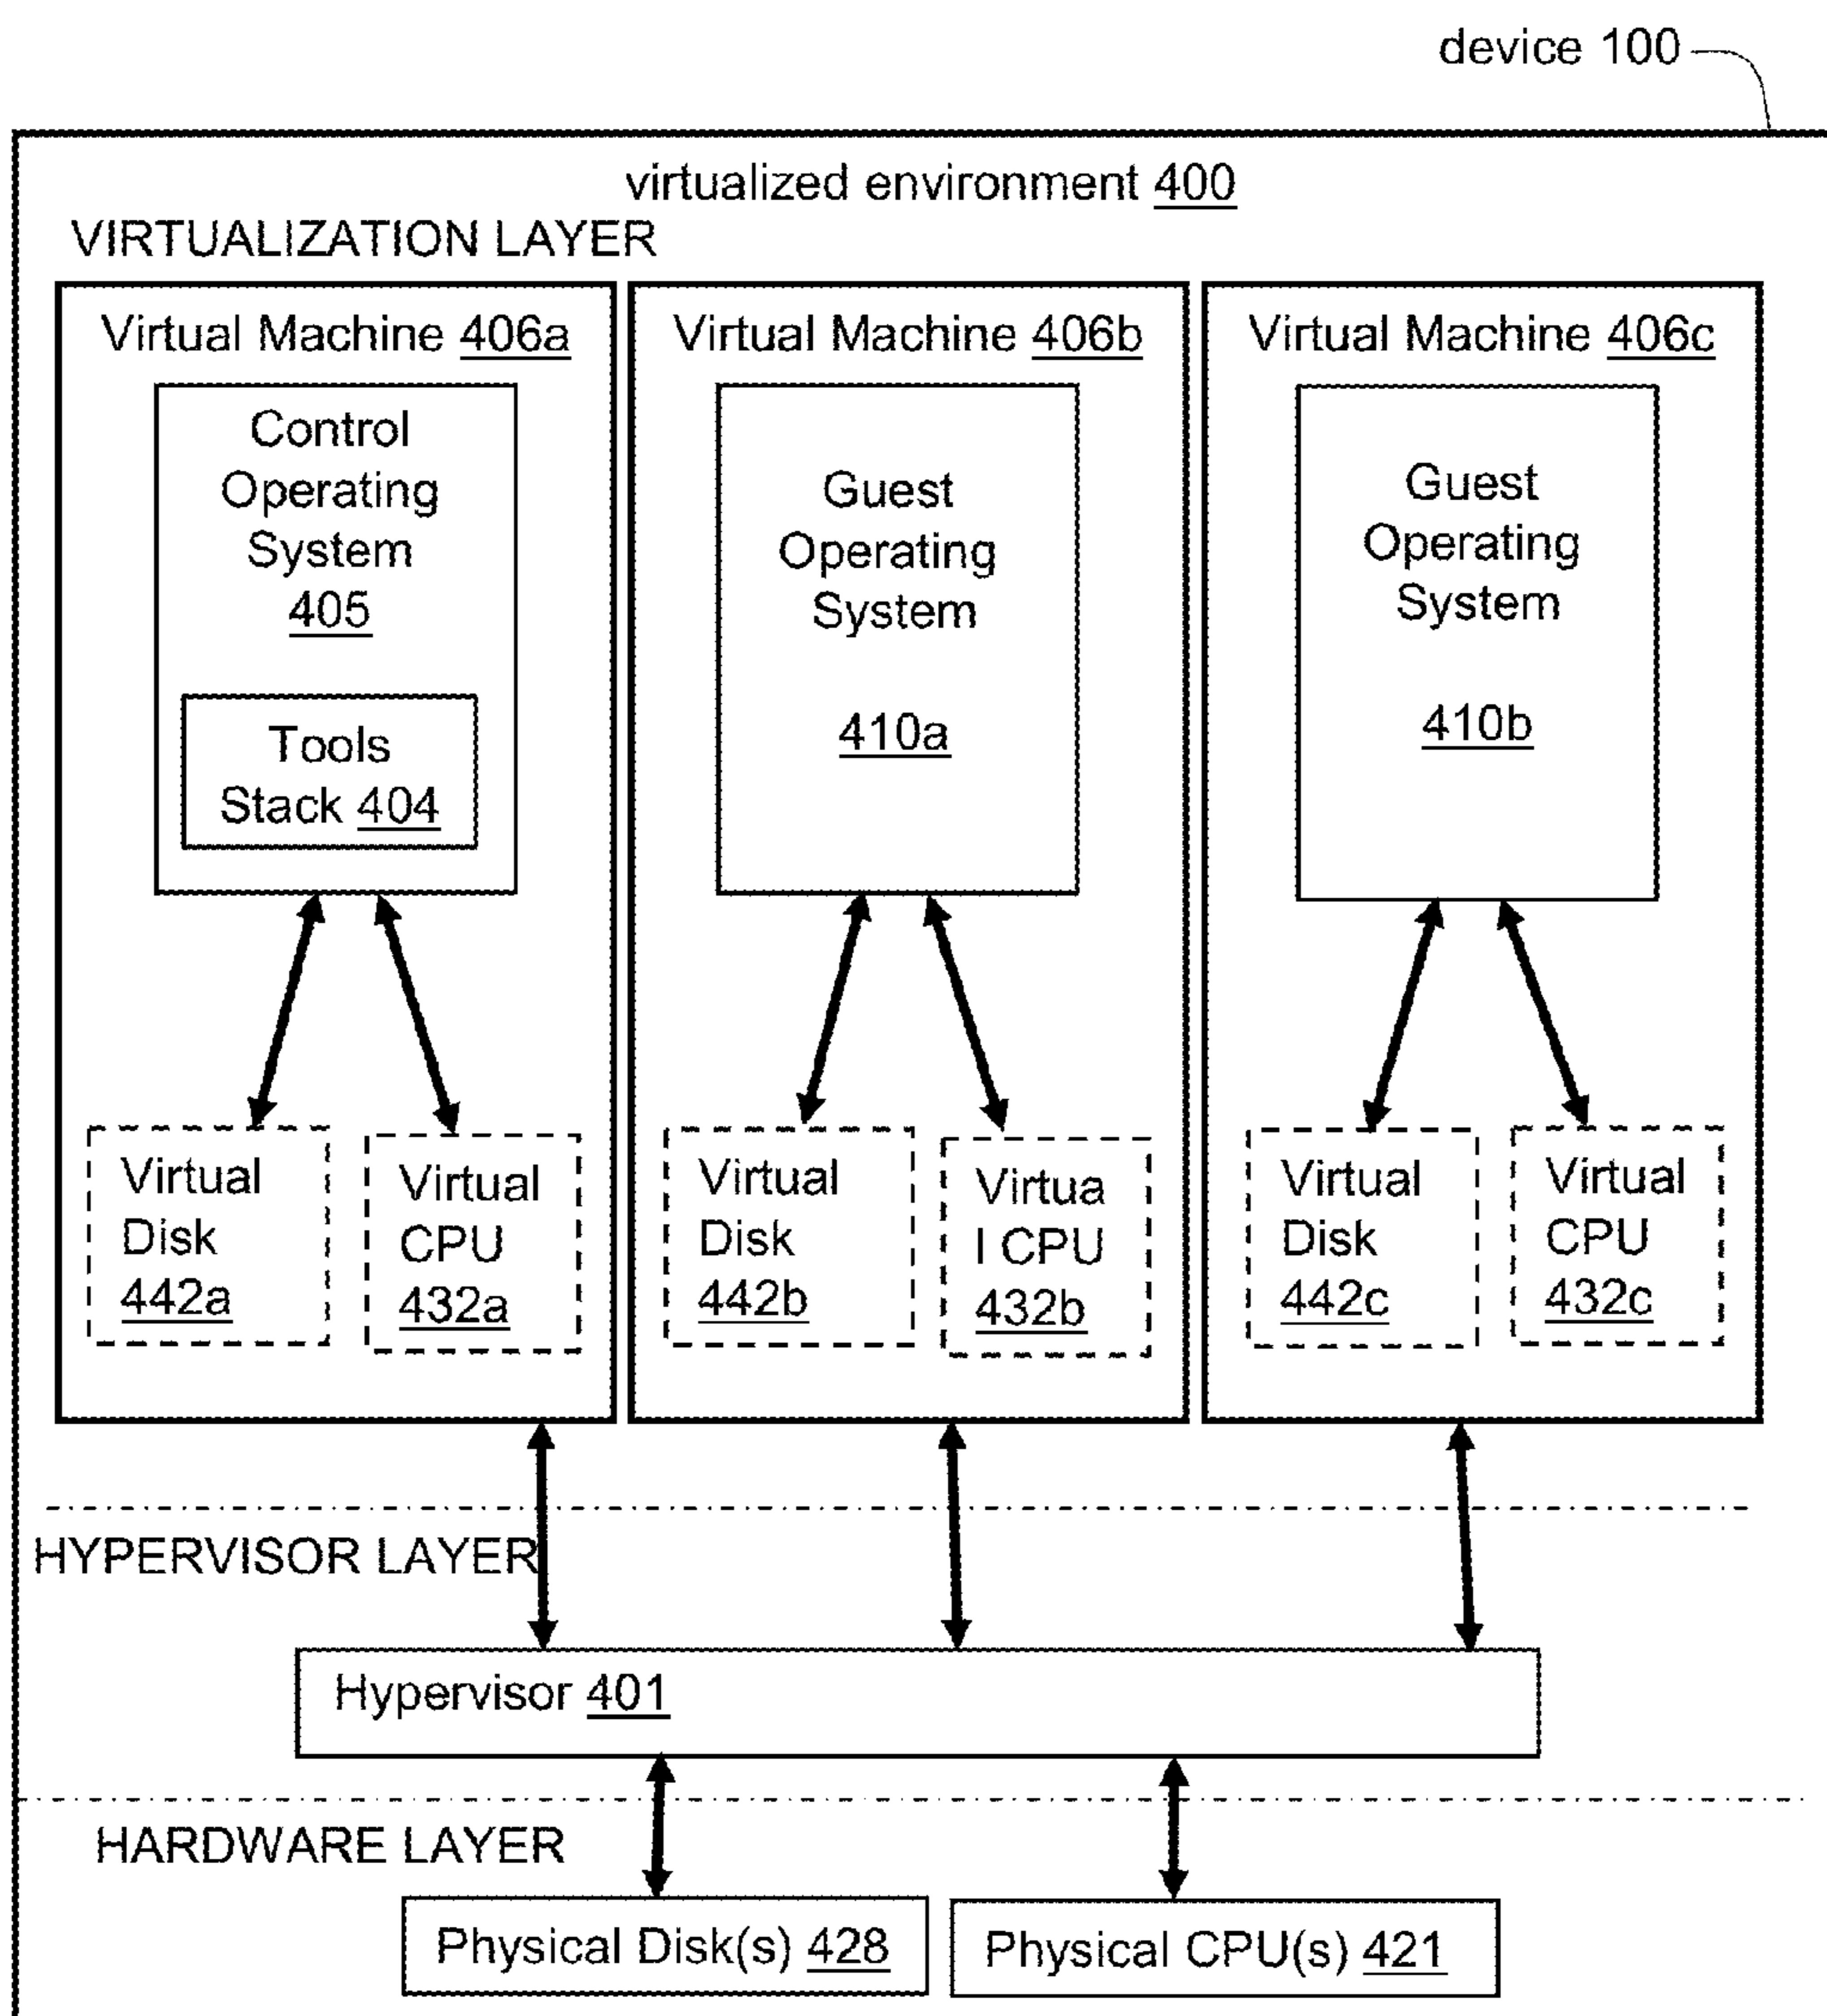 device 100
virtualized environment 400
VIRTUALIZATION LAYER
Virtual Machine 406a
Control
Operating
System
405
Tools
Stack 404
Virtual
Disk
442a
Virtual
CPU
432a
Virtual Machine 406b
Guest
Operating
System
410a
Virtual
Disk
442b
Virtua
l CPU
432b
Virtual Machine 406c
Guest
Operating
System
410b
Virtual
Disk
442c
Virtual
CPU
432c
HYPERVISOR LAYER
Hypervisor 401
HARDWARE LAYER
Physical Disk(s) 428
Physical CPU(s) 421